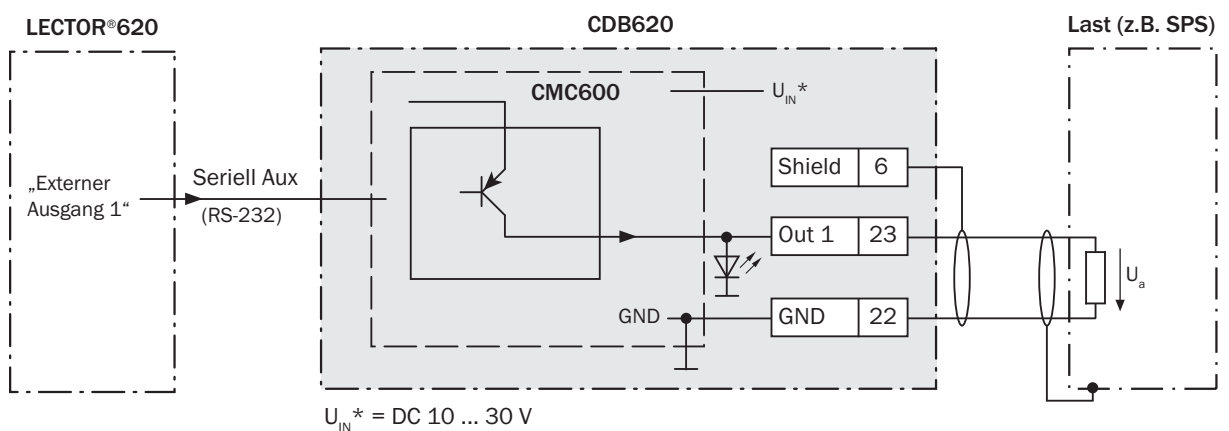 LECTOR®620
CDB620
Last (z.B. SPS)
CMC600
U_IN*
Shield 6
„Externer
Ausgang 1“
Seriell Aux
(RS-232)
Out 1 23
U_a
GND
GND 22
U_IN* = DC 10 ... 30 V